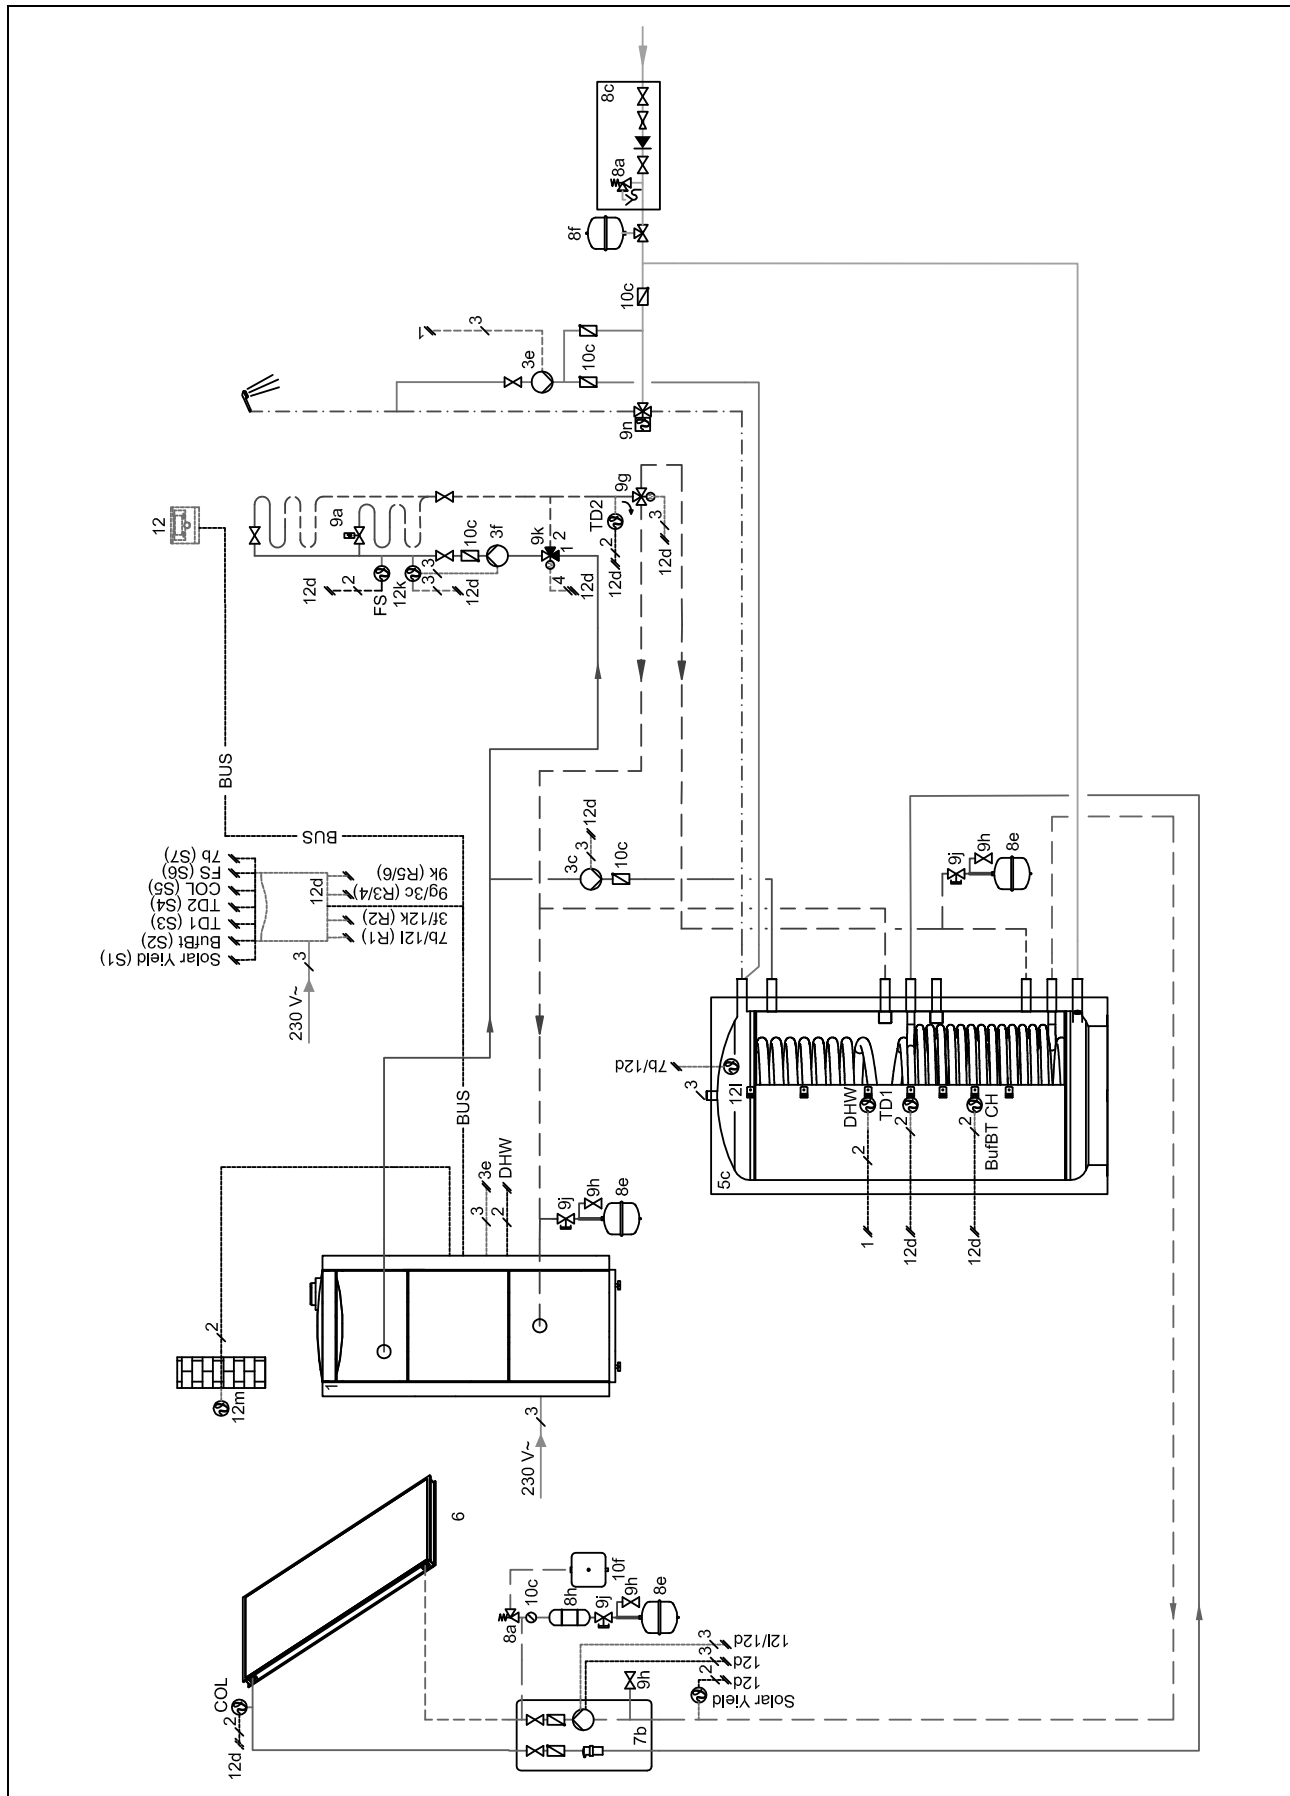 8c
8a
8f
10c
1
3
3e
10c
9n
12
9a
10c
3f
9k
2
1
4
12d
TD2
2
12d
9g
3
12d
12d
2
FS
12k
3
3
12d
BUS
BUS
7b (S7)
FS (S6)
COL (S5)
TD2 (S4)
TD1 (S3)
BufBt (S2)
Solar Yield (S1)
12d
9k (R5/6)
9g/3c (R3/4)
3f/12k (R2)
7b/12l (R1)
3
230 V~
12d
3
3c
10c
9j
9h
8e
BUS
7b/12d
3
12l
DHW
TD1
BufBT CH
2
2
2
5c
1
12d
12d
3e
3
DHW
2
9j
9h
8e
2
12m
1
3
230 V~
6
COL
2
12d
8a
10c
8h
10f
9j
9h
8e
12l/12d
3
12d
3
12d
2
Solar Yield
9h
7b